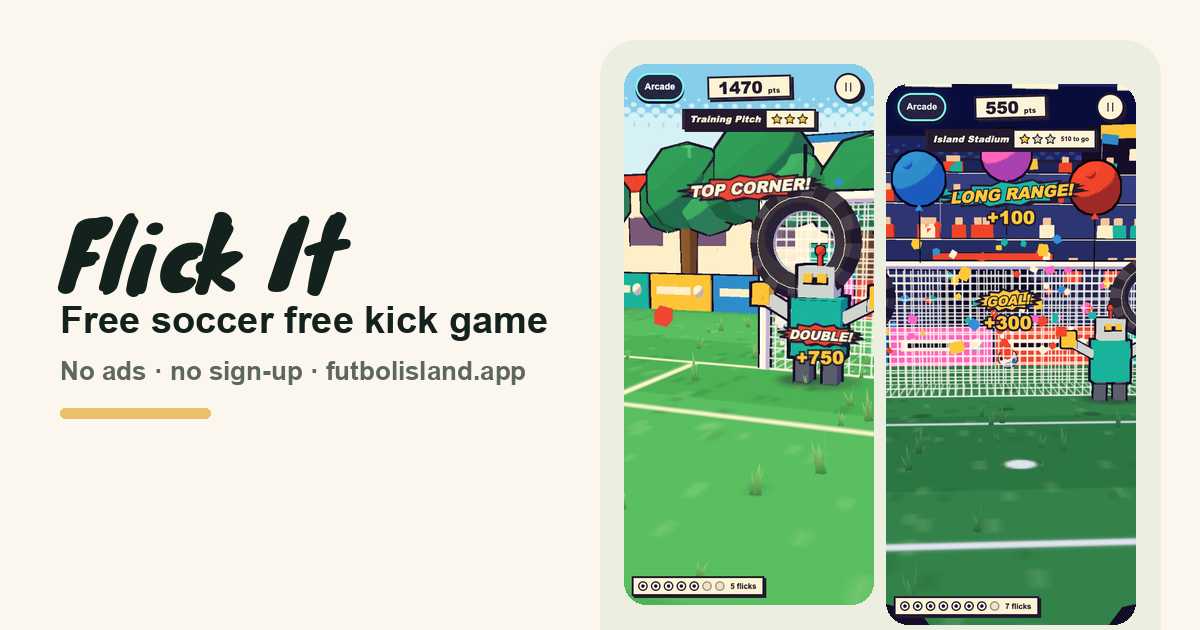 Flick It
Free soccer free kick game
No ads · no sign-up · futbolisland.app
Arcade
1470 pts
Training Pitch
TOP CORNER!
DOUBLE!
+750
5 flicks
Arcade
550 pts
Island Stadium
510 to go
LONG RANGE!
+100
GOAL!
+300
7 flicks